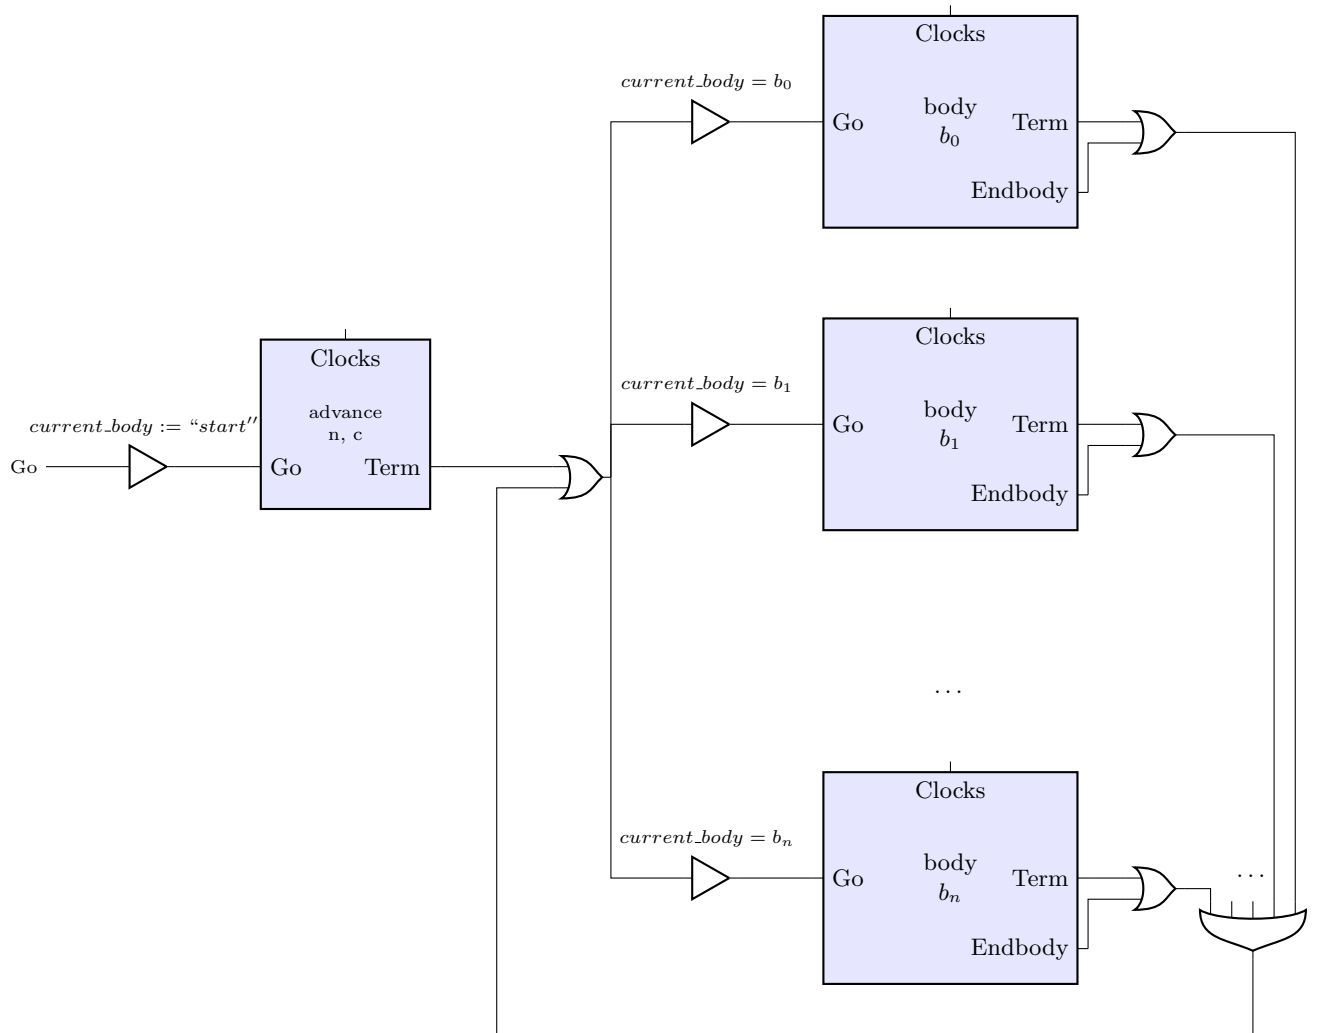 Clocks
current_body = b₀
body
Go
Term
b₀
Endbody
Clocks
current_body = b₁
body
Go
Term
b₁
Endbody
Clocks
advance
n, c
current_body := “start′′
Go
Go
Term
...
Clocks
current_body = bₙ
body
Go
Term
bₙ
...
Endbody